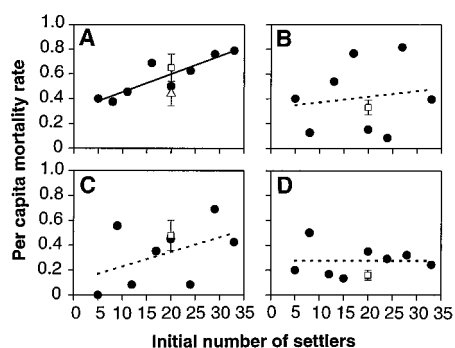 Per capita mortality rate
A
B
1.0
0.8
0.6
0.4
0.2
0
C
D
1.0
0.8
0.6
0.4
0.2
0
0 5 10 15 20 25 30 35 0 5 10 15 20 25 30 35
Initial number of settlers